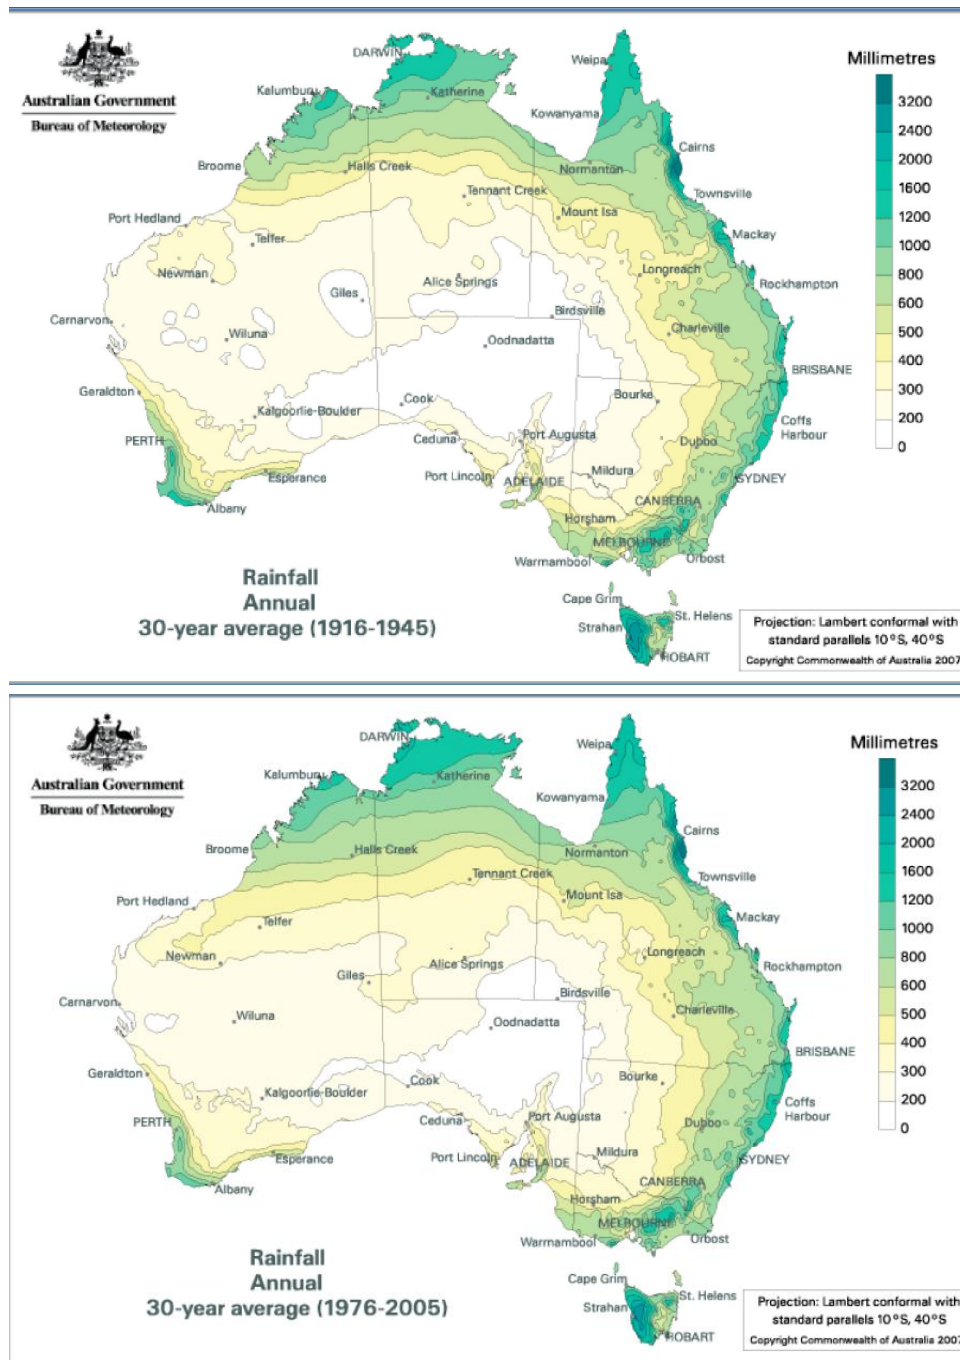 Australian Government
Bureau of Meteorology
DARWIN
Kalumburu
Katherine
Weipa
Kowanyama
Cairns
Broome
Halls Creek
Normanton
Townsville
Port Hedland
Telfer
Tennant Creek
Mount Isa
Mackay
Newman
Giles
Alice Springs
Longreach
Rockhampton
Carnarvon
Wiluna
Birdsville
Charleville
Oodnadatta
BRISBANE
Geraldton
Kalgoorlie-Boulder
Cook
Bourke
Coffs
Harbour
PERTH
Ceduna
Port Augusta
Dubbo
Esperance
Port Lincoln
ADELAIDE
Mildura
SYDNEY
Albany
CANBERRA
Horsham
MELBOURNE
Warrnambool
Orbost
Cape Grim
St. Helens
Strahan
HOBART
Millimetres
3200
2400
2000
1600
1200
1000
800
600
500
400
300
200
0
Rainfall
Annual
30-year average (1916-1945)
Projection: Lambert conformal with
standard parallels 10°S, 40°S
Copyright Commonwealth of Australia 2007
Australian Government
Bureau of Meteorology
DARWIN
Kalumburu
Katherine
Weipa
Kowanyama
Cairns
Broome
Halls Creek
Normanton
Townsville
Port Hedland
Telfer
Tennant Creek
Mount Isa
Mackay
Newman
Giles
Alice Springs
Longreach
Rockhampton
Carnarvon
Wiluna
Birdsville
Charleville
Oodnadatta
BRISBANE
Geraldton
Kalgoorlie-Boulder
Cook
Bourke
Coffs
Harbour
PERTH
Ceduna
Port Augusta
Dubbo
Esperance
Port Lincoln
ADELAIDE
Mildura
SYDNEY
Albany
CANBERRA
Horsham
MELBOURNE
Warrnambool
Orbost
Cape Grim
St. Helens
Strahan
HOBART
Millimetres
3200
2400
2000
1600
1200
1000
800
600
500
400
300
200
0
Rainfall
Annual
30-year average (1976-2005)
Projection: Lambert conformal with
standard parallels 10°S, 40°S
Copyright Commonwealth of Australia 2007